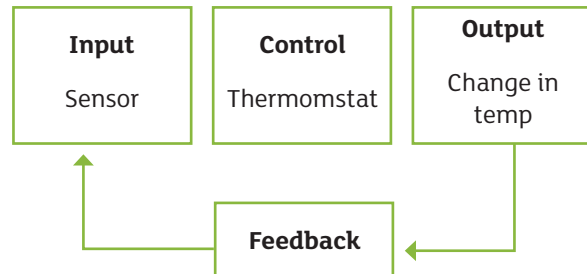 Input
Sensor
Control
Thermomstat
Output
Change in
temp
Feedback